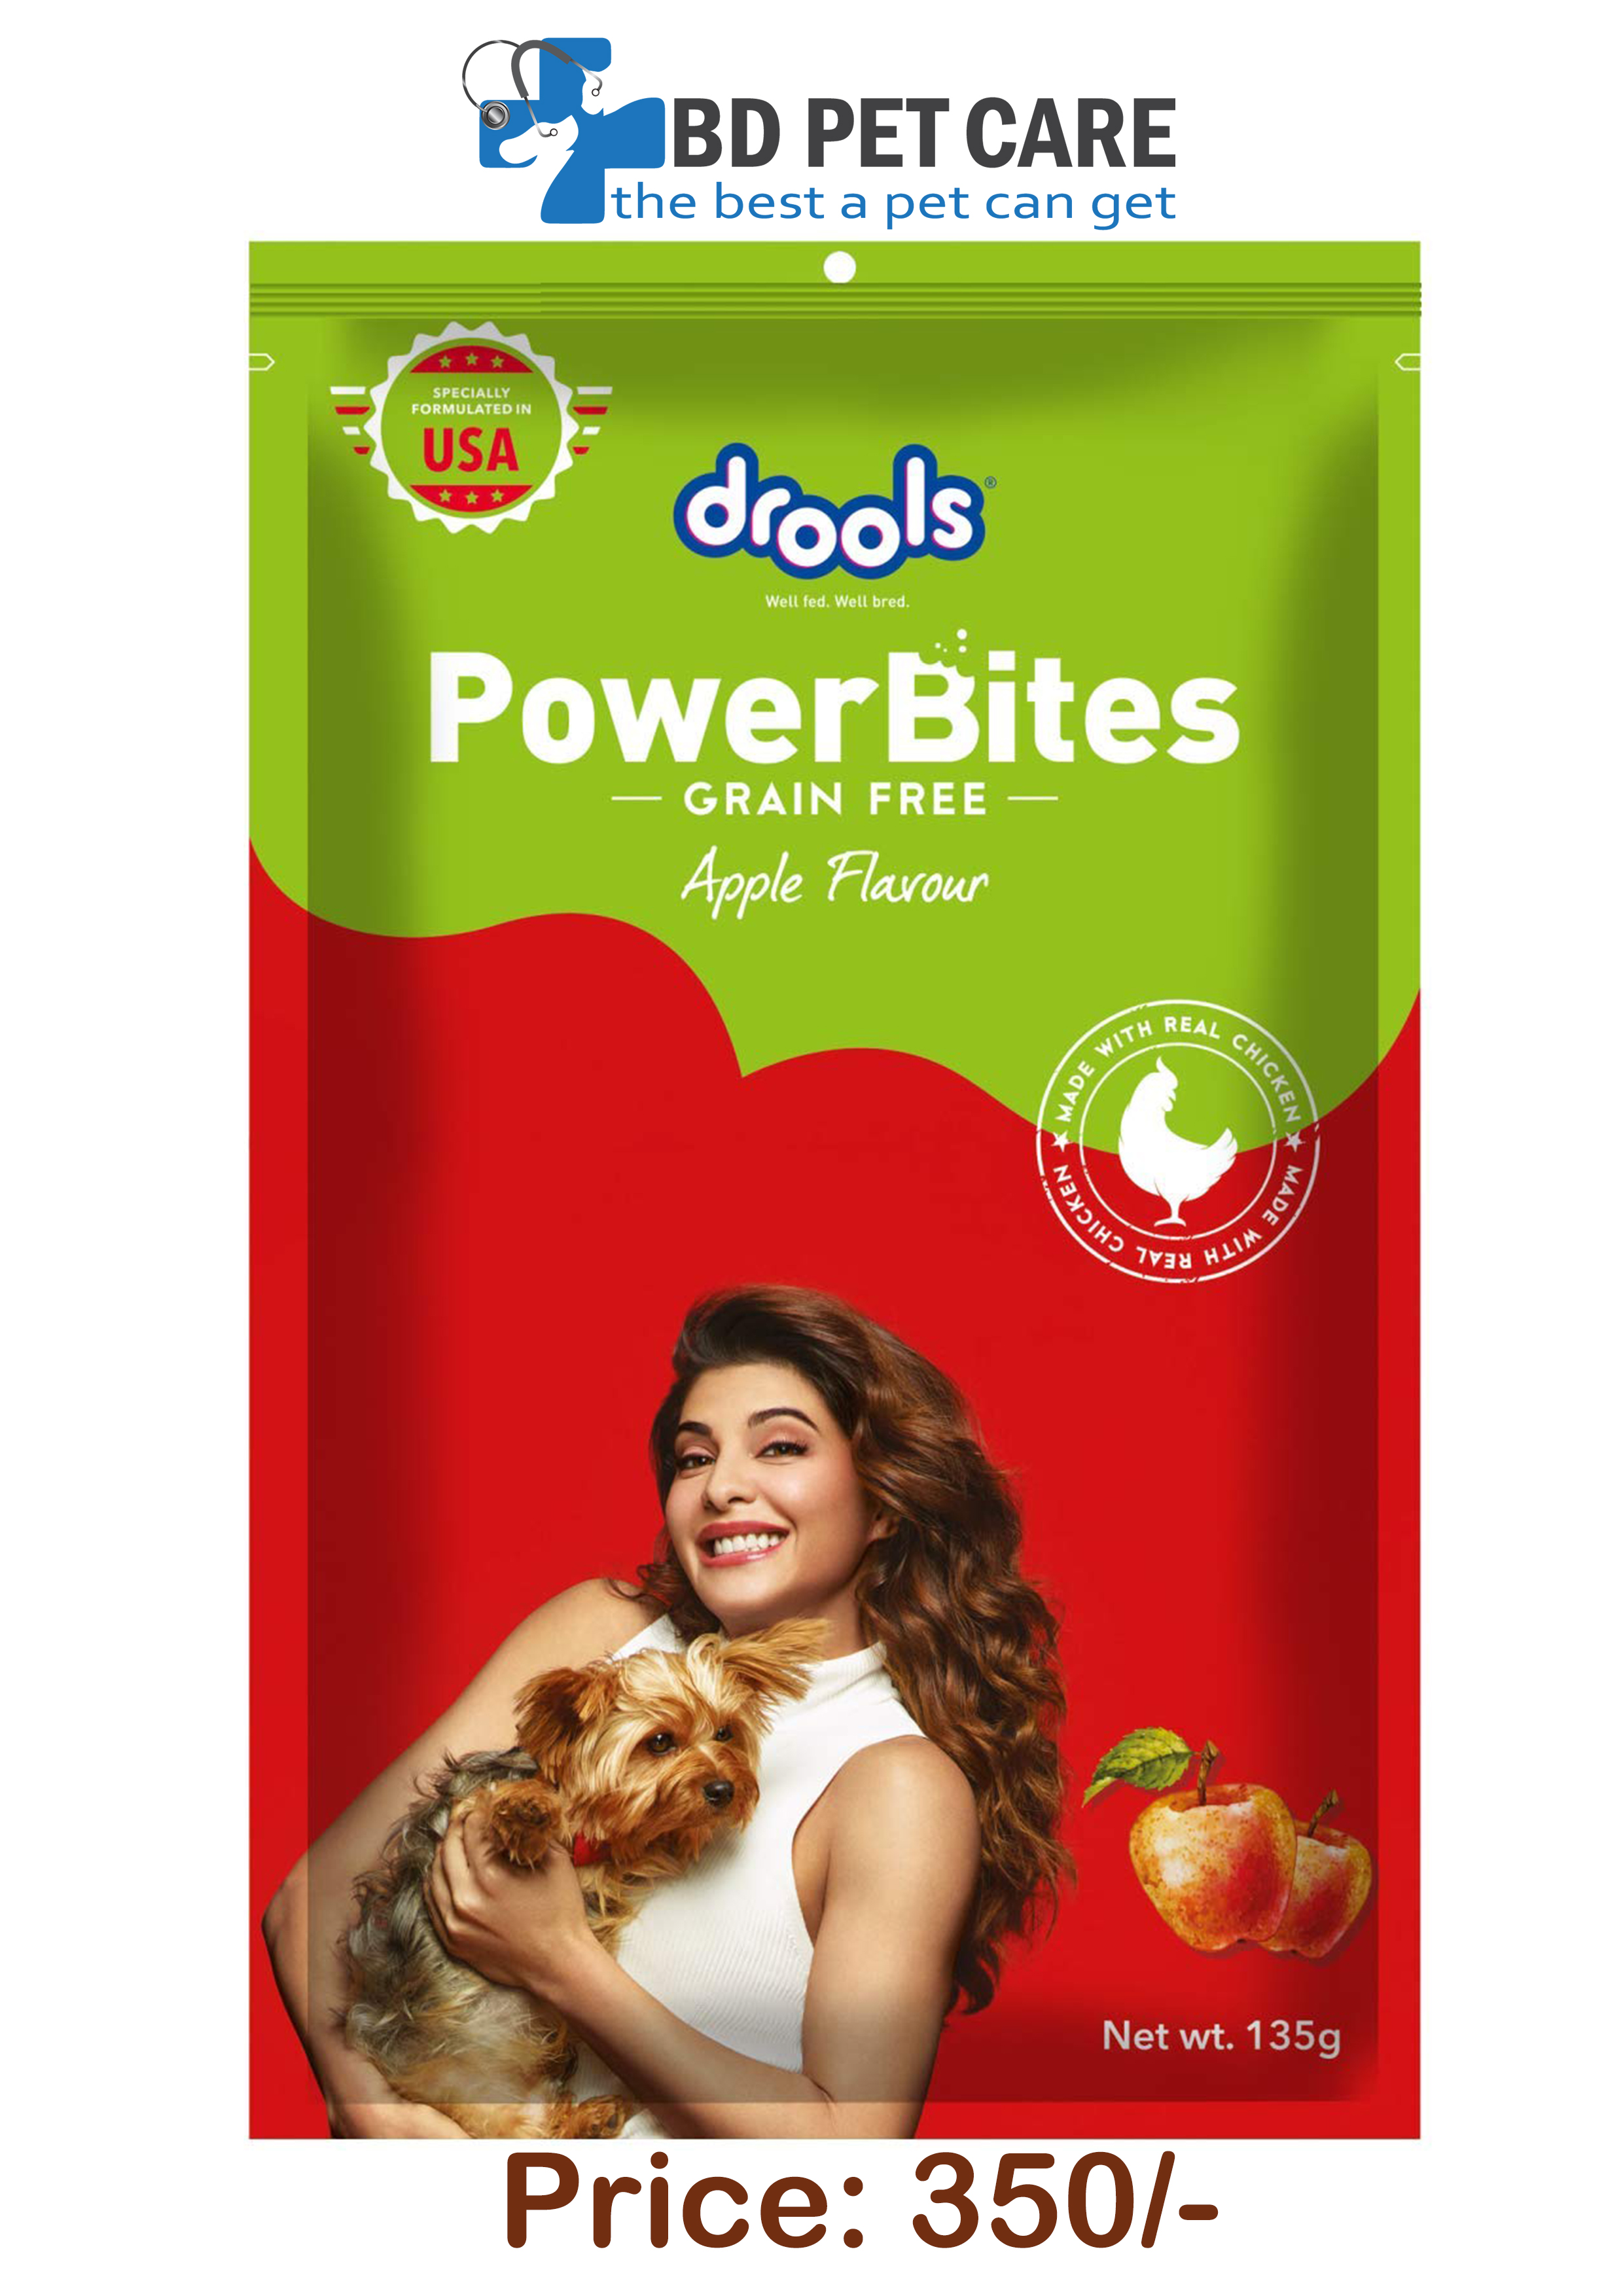 BD PET CARE
the best a pet can get
SPECIALLY
FORMULATED IN
USA
drools®
Well fed. Well bred.
PowerBites
GRAIN FREE
Apple Flavour
MADE WITH REAL CHICKEN
MADE WITH REAL CHICKEN
Net wt. 135g
Price: 350/-